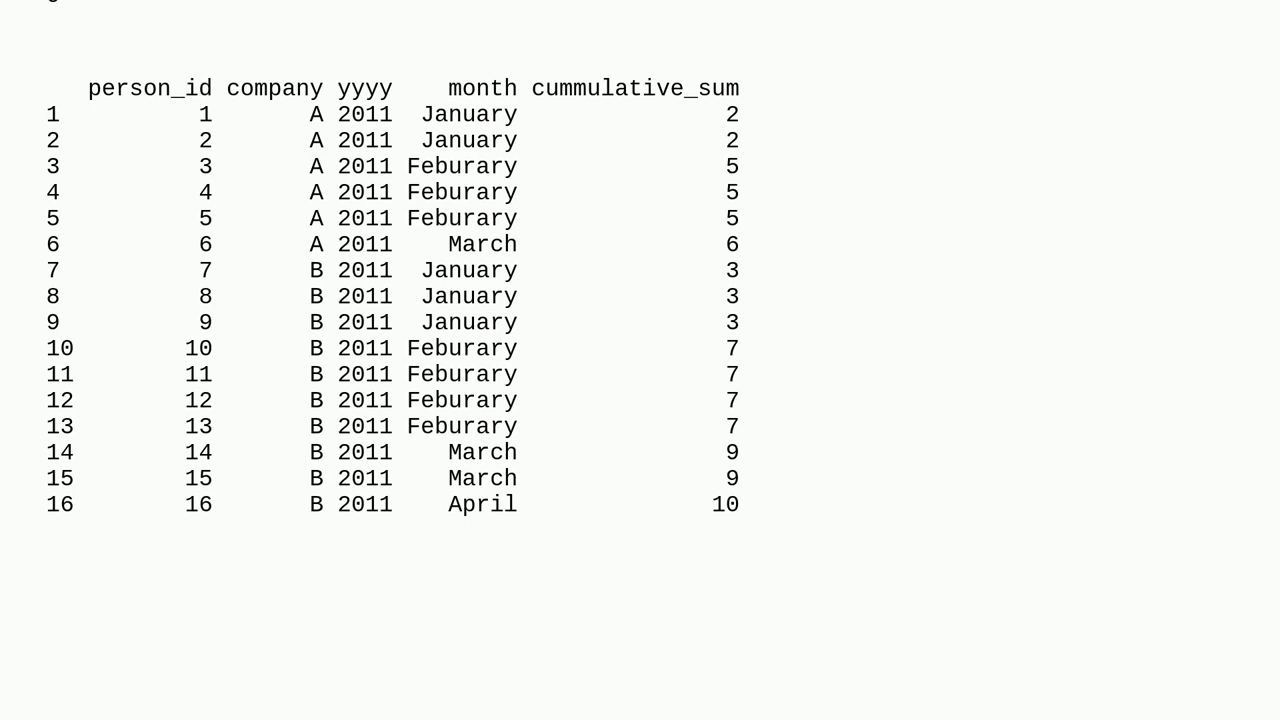 person_id company yyyy month cummulative_sum
1 1 A 2011 January 2
2 2 A 2011 January 2
3 3 A 2011 Feburary 5
4 4 A 2011 Feburary 5
5 5 A 2011 Feburary 5
6 6 A 2011 March 6
7 7 B 2011 January 3
8 8 B 2011 January 3
9 9 B 2011 January 3
10 10 B 2011 Feburary 7
11 11 B 2011 Feburary 7
12 12 B 2011 Feburary 7
13 13 B 2011 Feburary 7
14 14 B 2011 March 9
15 15 B 2011 March 9
16 16 B 2011 April 10